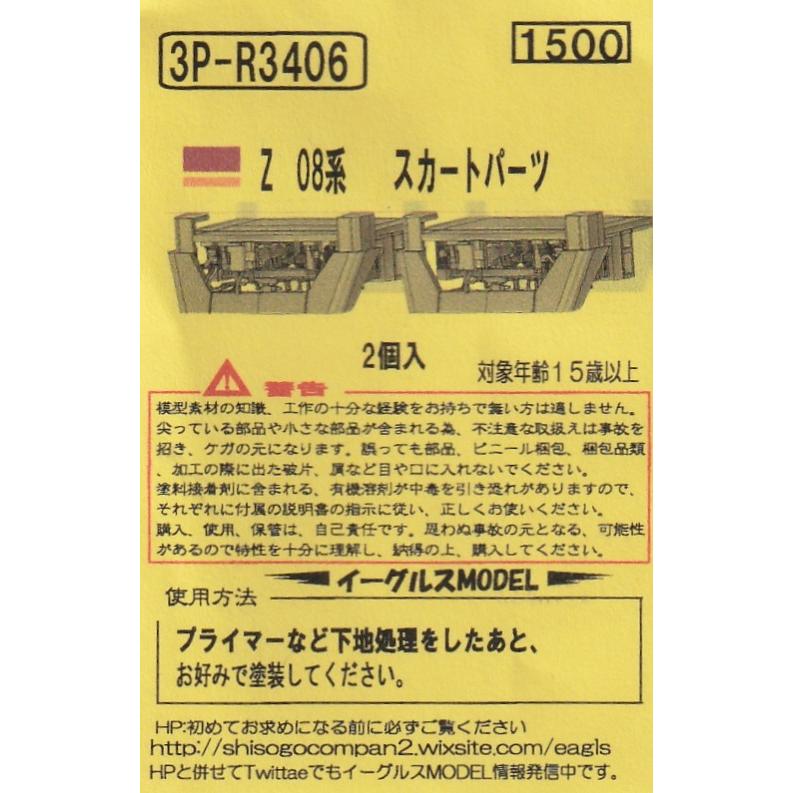 3P-R3406
1500
Z 08系 スカートパーツ
2個入
対象年齢15歳以上
警告
模型素材の知識、工作の十分な経験をお持ちで無い方は適しません。
尖っている部品や小さな部品が含まれる為、不注意な取扱えは事故を
招き、ケガの元になります。誤っても部品、ビニール梱包、梱包品類
、加工の際に出た破片、屑など目や口に入れないでください。
塗料接着剤に含まれる、有機溶剤が中毒を引き恐れがありますので、
それぞれに付属の説明書の指示に従い、正しくお使いください。
購入、使用、保管は、自己責任です。思わぬ事故の元となる、可能性
があるので特性を十分に理解し、納得の上、購入してください。
イーグルスMODEL
使用方法
プライマーなど下地処理をしたあと、
お好みで塗装してください。
HP:初めてお求めになる前に必ずご覧ください
http://shisogocompan2.wixsite.com/eagls
HPと併せてTwittaeでもイーグルスMODEL情報発信中です。